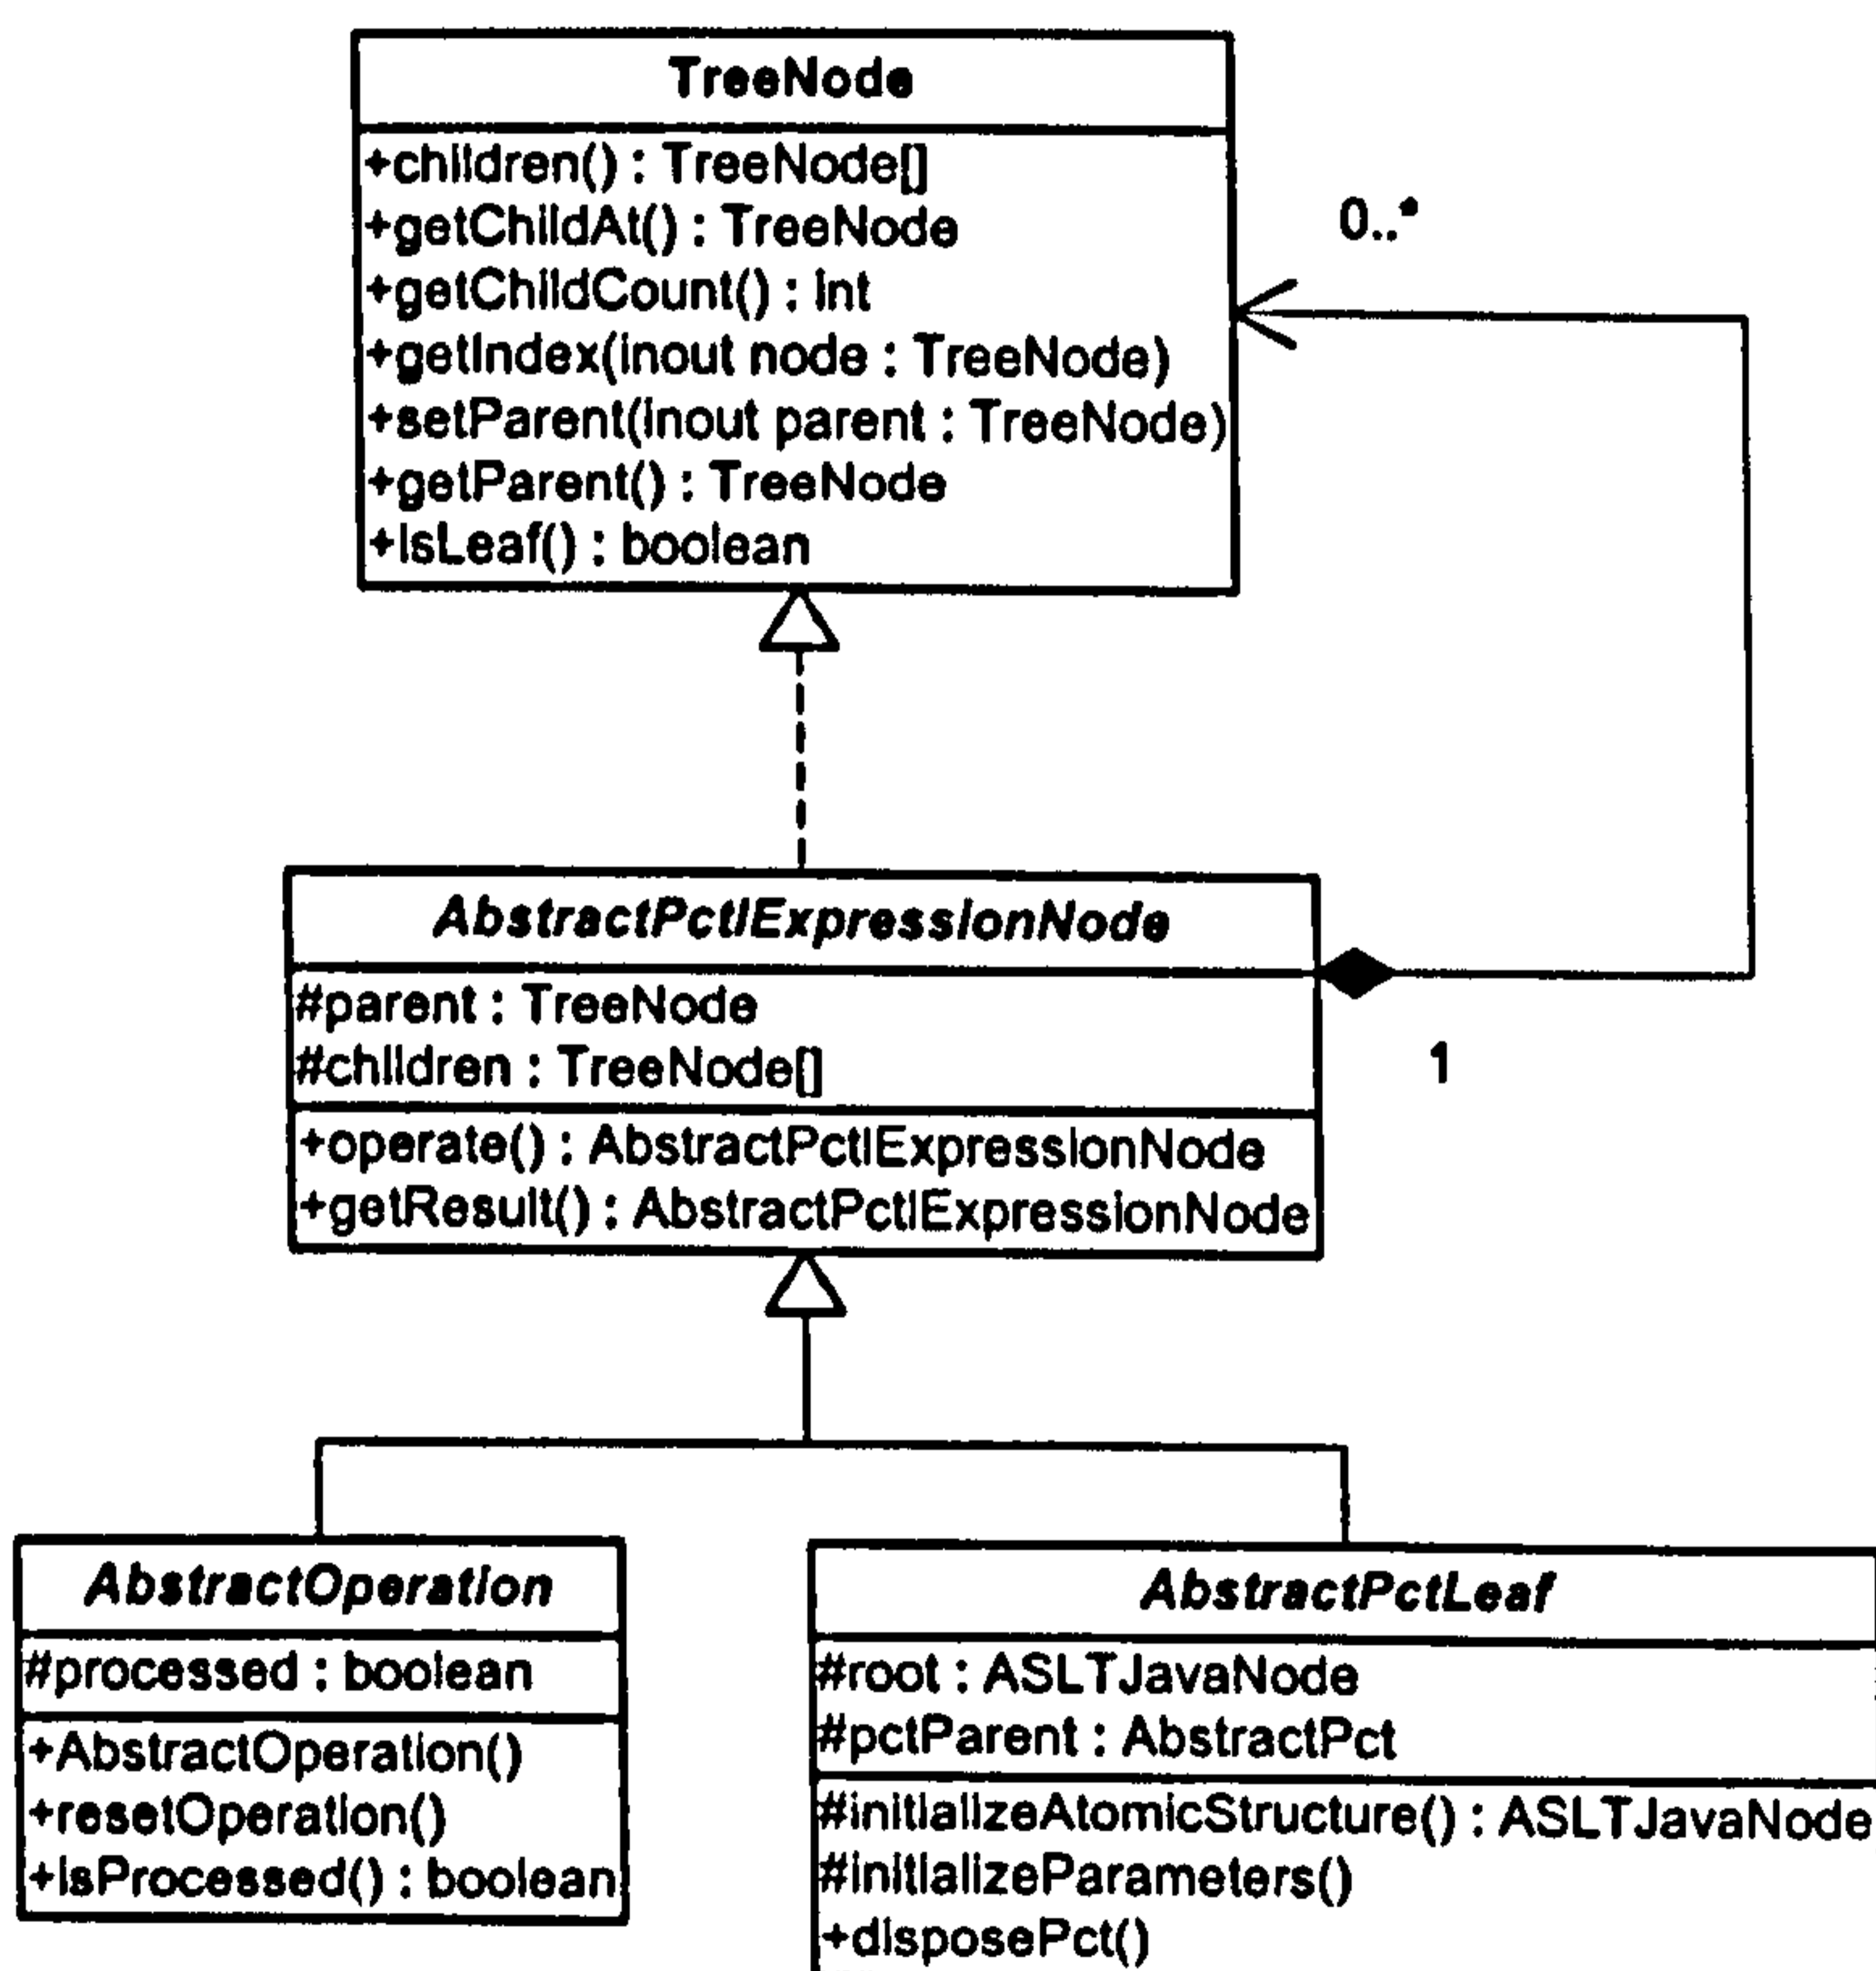 TreeNode
+children() : TreeNode[]
+getChildAt() : TreeNode
+getChildCount() : int
+getIndex(inout node : TreeNode)
+setParent(inout parent : TreeNode)
+getParent() : TreeNode
+isLeaf() : boolean
0..*
AbstractPctlExpressionNode
#parent : TreeNode
#children : TreeNode[]
+operate() : AbstractPctlExpressionNode
+getResult() : AbstractPctlExpressionNode
1
AbstractOperation
#processed : boolean
+AbstractOperation()
+resetOperation()
+isProcessed() : boolean
AbstractPctLeaf
#root : ASLTJavaNode
#pctParent : AbstractPct
#initializeAtomicStructure() : ASLTJavaNode
#initializeParameters()
+disposePct()